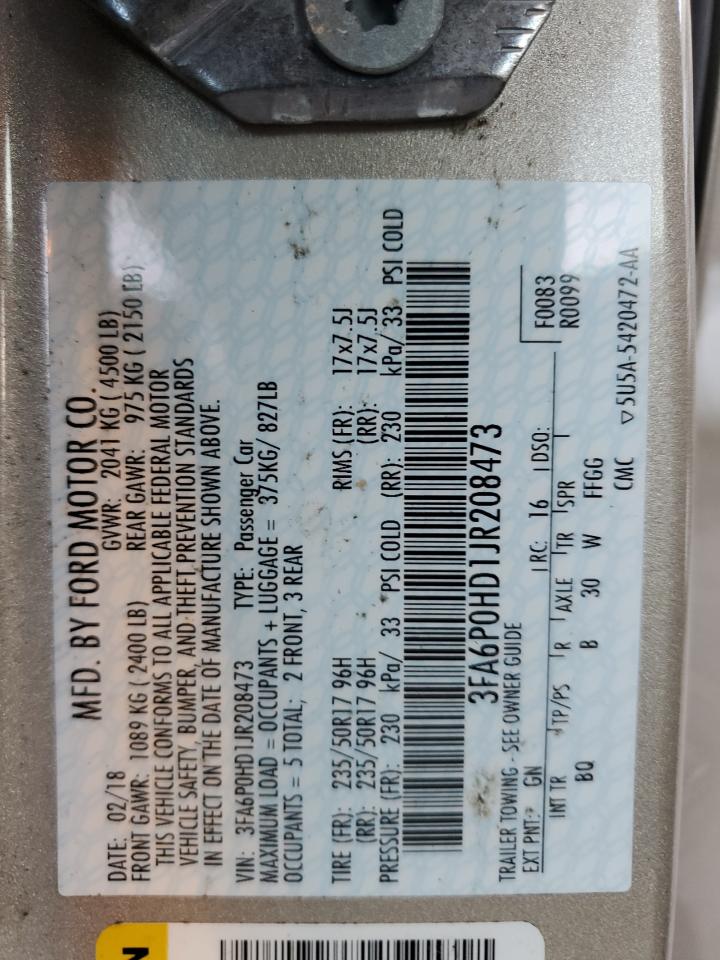 MFD. BY FORD MOTOR CO.
DATE: 02/18 GVWR: 2041 KG ( 4500 LB)
FRONT GAWR: 1089 KG ( 2400 LB) REAR GAWR: 975 KG ( 2150 LB)
THIS VEHICLE CONFORMS TO ALL APPLICABLE FEDERAL MOTOR
VEHICLE SAFETY, BUMPER, AND THEFT PREVENTION STANDARDS
IN EFFECT ON THE DATE OF MANUFACTURE SHOWN ABOVE.
VIN: 3FA6P0HD1JR208473 TYPE: Passenger Car
MAXIMUM LOAD = OCCUPANTS + LUGGAGE = 375KG/ 827LB
OCCUPANTS = 5 TOTAL; 2 FRONT, 3 REAR
TIRE (FR): 235/50R17 96H RIMS (FR): 17x7.5J
(RR): 235/50R17 96H (RR): 17x7.5J
PRESSURE (FR): 230 kPa/ 33 PSI COLD (RR): 230 kPa/ 33 PSI COLD
3FA6P0HD1JR208473
TRAILER TOWING - SEE OWNER GUIDE
F0083
R0099
EXT PNT: GN RC: 16 DSO:
INT TR TP/PS R AXLE TR SPR
BQ B 30 W FFGG
CMC ▽5U5A-5420472-AA
N